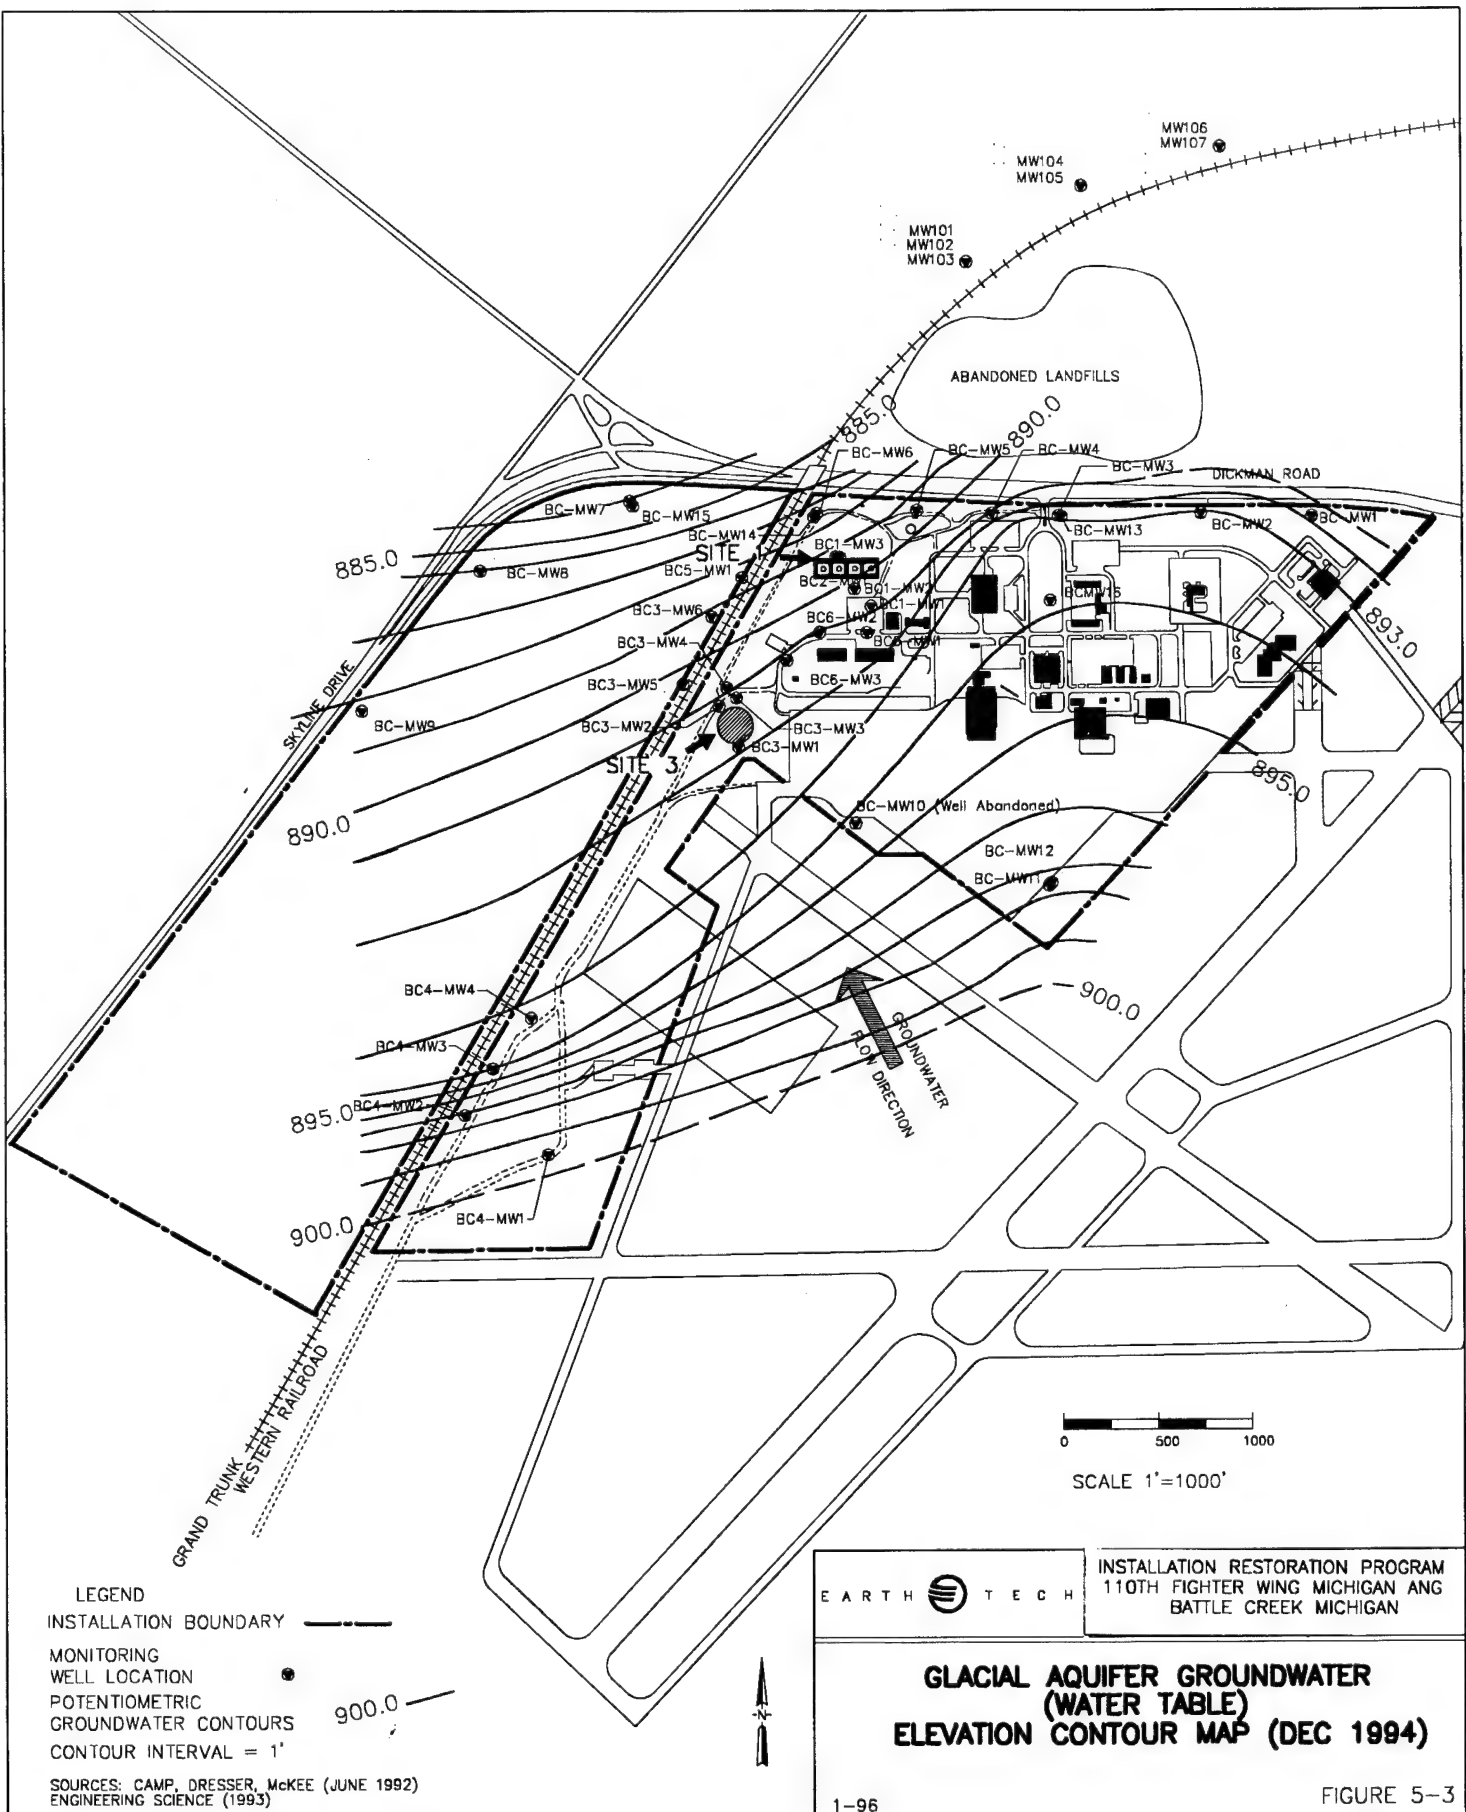 MW106
MW107
MW104
MW105
MW101
MW102
MW103
ABANDONED LANDFILLS
885.0
890.0
BC-MW6
BC-MW5
BC-MW4
BC-MW3
DICKMAN ROAD
BC-MW7
BC-MW15
BC-MW14
BC-MW13
BC-MW2
BC-MW1
SITE 1
BC1-MW3
885.0
BC-MW8
BC5-MW1
BC2-MW1
BC1-MW2
BC1-MW1
BCMW16
BC3-MW6
BC6-MW2
893.0
BC3-MW4
BC6-MW1
BC3-MW5
BC6-MW3
SKYLINE DRIVE
BC-MW9
BC3-MW2
BC3-MW3
BC3-MW1
SITE 3
895.0
890.0
BC-MW10 (Well Abandoned)
BC-MW12
BC-MW11
BC4-MW4
900.0
GROUNDWATER
FLOW DIRECTION
BC4-MW3
895.0
BC4-MW2
900.0
BC4-MW1
GRAND TRUNK
WESTERN RAILROAD
0 500 1000
SCALE 1'=1000'
LEGEND
INSTALLATION BOUNDARY
MONITORING
WELL LOCATION
POTENTIOMETRIC
GROUNDWATER CONTOURS
900.0
CONTOUR INTERVAL = 1'
SOURCES: CAMP, DRESSER, McKEE (JUNE 1992)
ENGINEERING SCIENCE (1993)
-N-
EARTH TECH
INSTALLATION RESTORATION PROGRAM
110TH FIGHTER WING MICHIGAN ANG
BATTLE CREEK MICHIGAN
GLACIAL AQUIFER GROUNDWATER
(WATER TABLE)
ELEVATION CONTOUR MAP (DEC 1994)
1-96
FIGURE 5-3